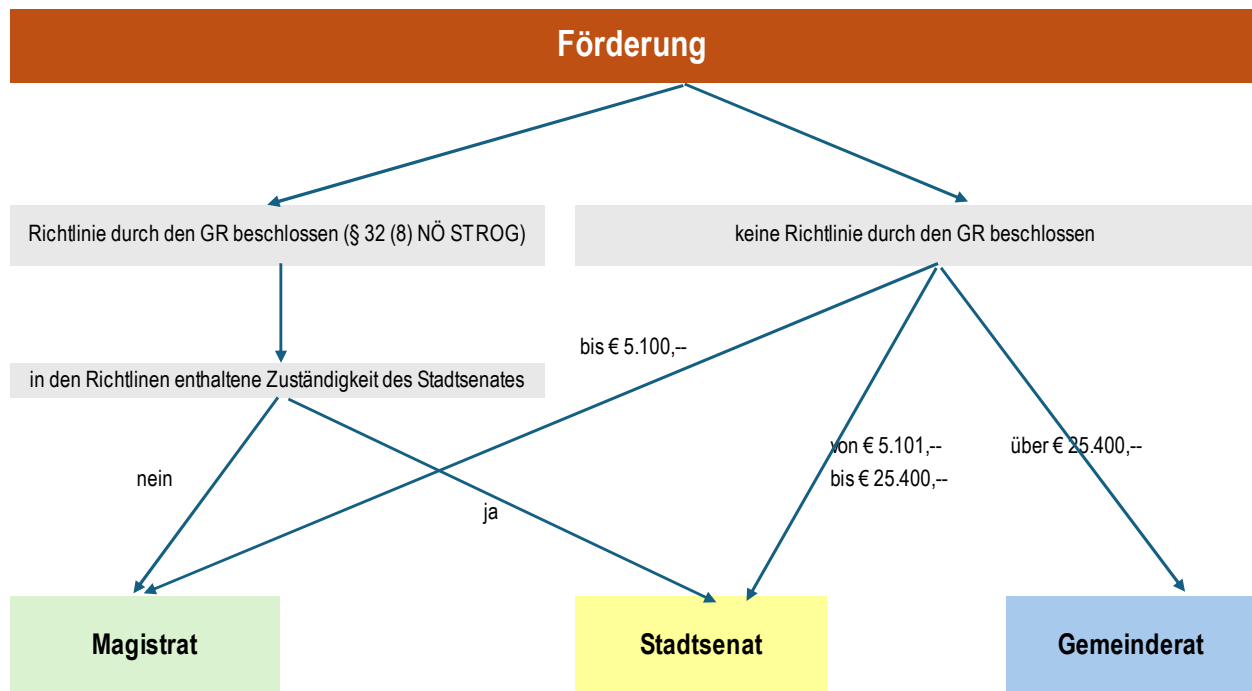 Förderung
Richtlinie durch den GR beschlossen (§ 32 (8) NÖ STROG)
keine Richtlinie durch den GR beschlossen
bis € 5.100,--
in den Richtlinen enthaltene Zuständigkeit des Stadtsenates
von € 5.101,--
bis € 25.400,--
über € 25.400,--
nein
ja
Magistrat
Stadtsenat
Gemeinderat